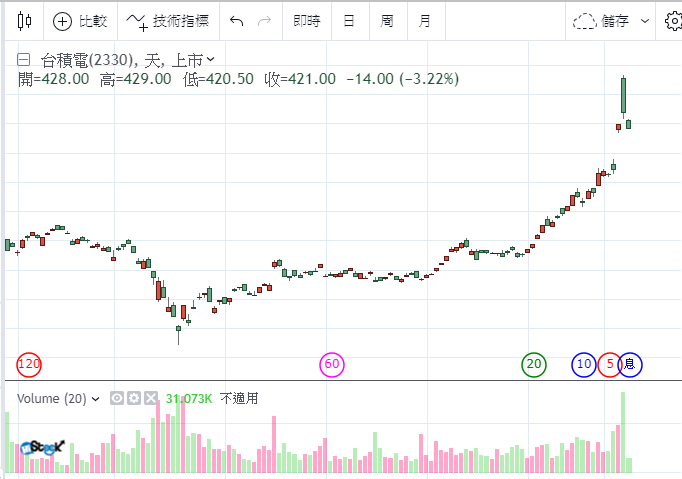 比較 技術指標 即時 日 周 月 儲存
台積電(2330), 天, 上市
開=428.00 高=429.00 低=420.50 收=421.00 −14.00 (−3.22%)
120 60 20 10 5 息
Volume (20) 31.073K 不適用